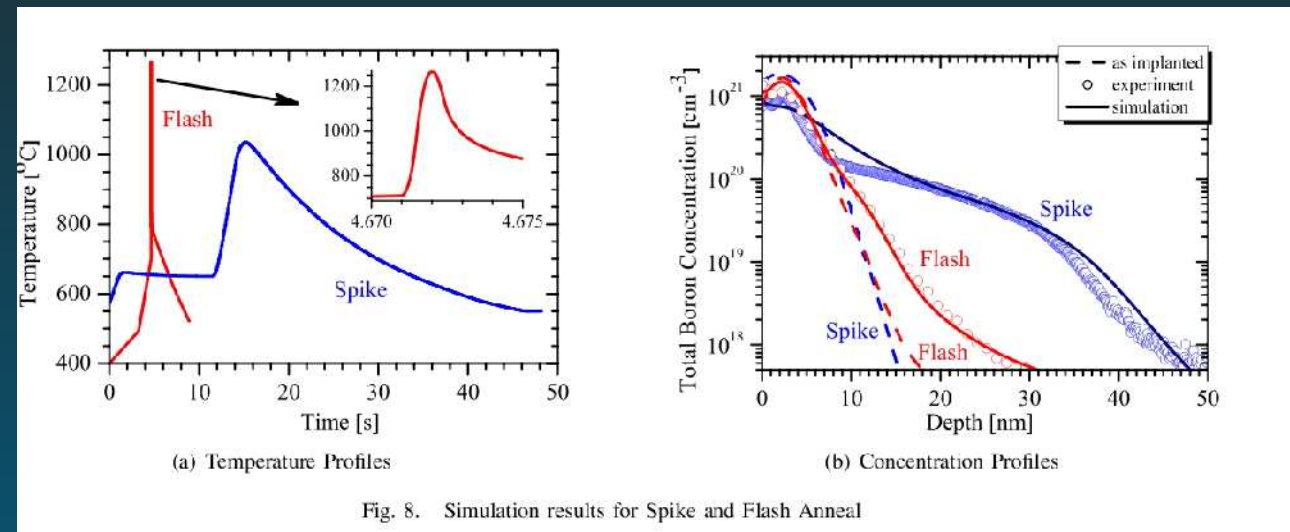 1200
1000
800
600
400
Temperature [°C]
0
10
20
30
40
50
Time [s]
Flash
Spike
1200
1000
800
4.670
4.675
(a) Temperature Profiles
10²¹
10²⁰
10¹⁹
10¹⁸
Total Boron Concentration [cm⁻³]
0
10
20
30
40
50
Depth [nm]
as implanted
experiment
simulation
Spike
Flash
Spike
Flash
(b) Concentration Profiles
Fig. 8. Simulation results for Spike and Flash Anneal